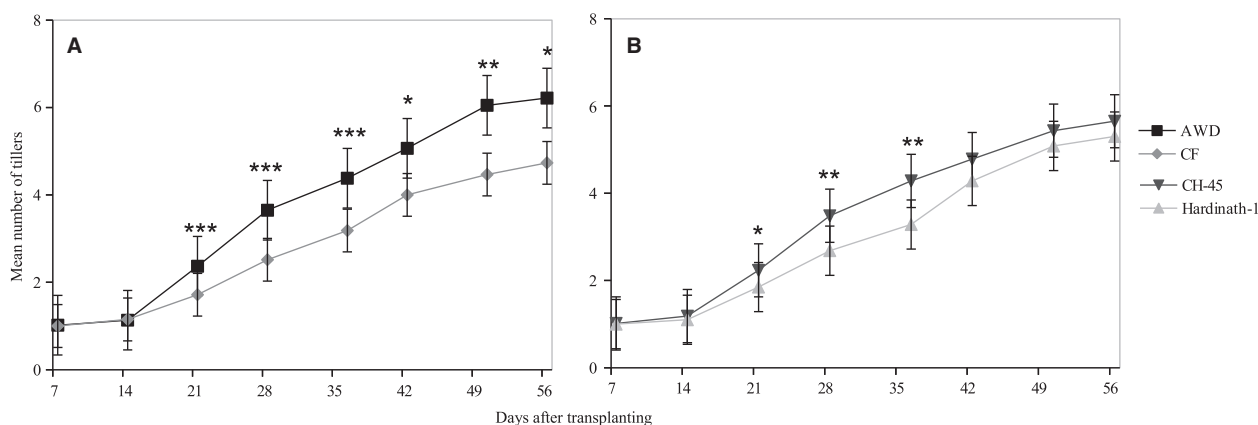 A
B
8
6
4
2
0
Mean number of tillers
***
***
***
*
**
*
7 14 21 28 35 42 49 56
8
6
4
2
0
*
**
**
7 14 21 28 35 42 49 56
Days after transplanting
AWD
CF
CH-45
Hardinath-1